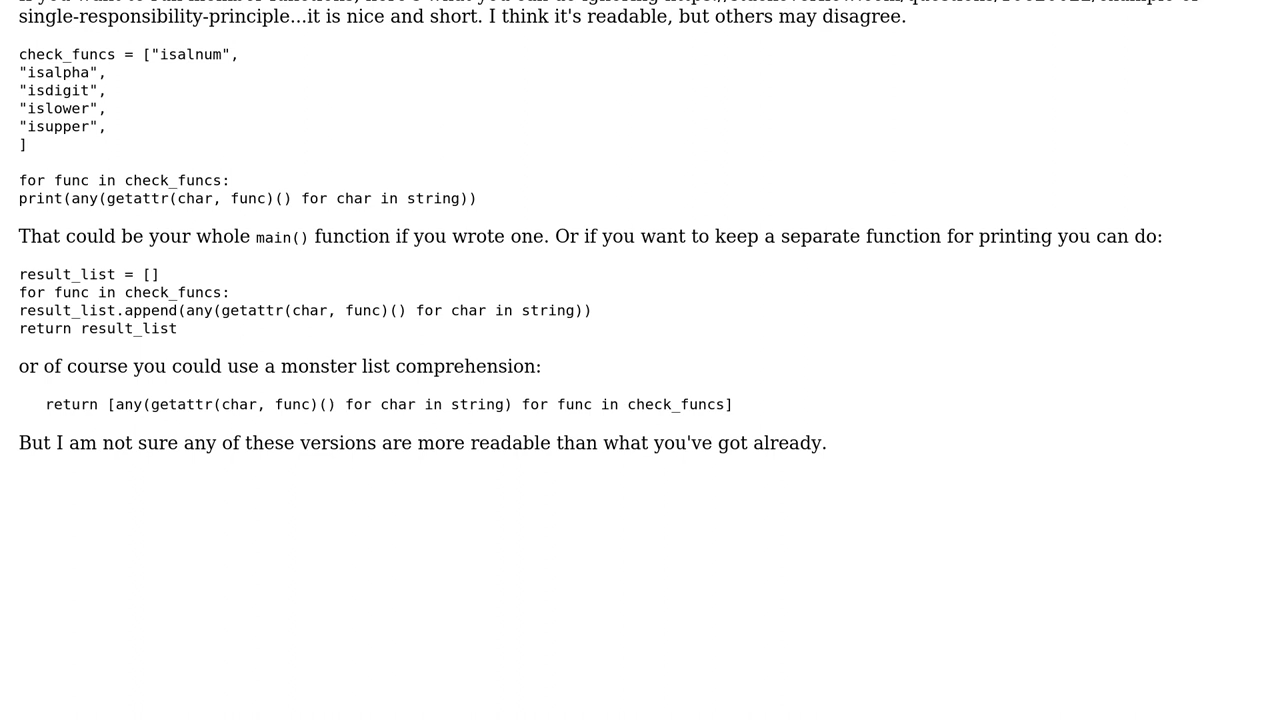 single-responsibility-principle...it is nice and short. I think it's readable, but others may disagree.
check_funcs = ["isalnum",
"isalpha",
"isdigit",
"islower",
"isupper",
]
for func in check_funcs:
print(any(getattr(char, func)() for char in string))
That could be your whole main() function if you wrote one. Or if you want to keep a separate function for printing you can do:
result_list = []
for func in check_funcs:
result_list.append(any(getattr(char, func)() for char in string))
return result_list
or of course you could use a monster list comprehension:
return [any(getattr(char, func)() for char in string) for func in check_funcs]
But I am not sure any of these versions are more readable than what you've got already.